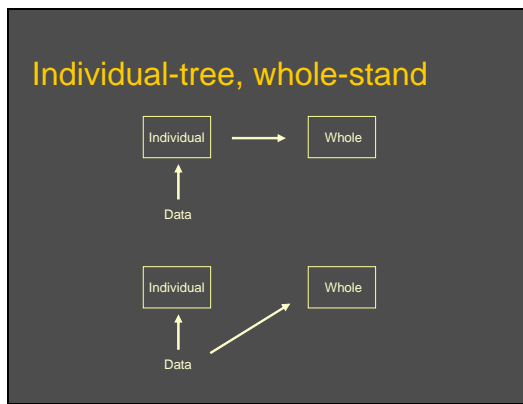 Individual-tree, whole-stand
Individual Whole
Data
Individual Whole
Data